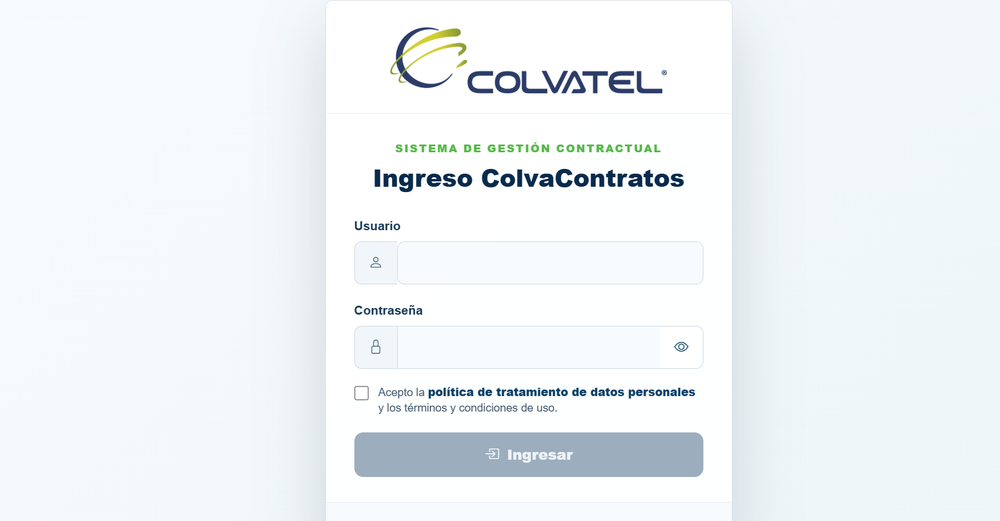 COLVATEL®
SISTEMA DE GESTIÓN CONTRACTUAL
Ingreso ColvaContratos
Usuario
Contraseña
Acepto la política de tratamiento de datos personales
y los términos y condiciones de uso.
Ingresar